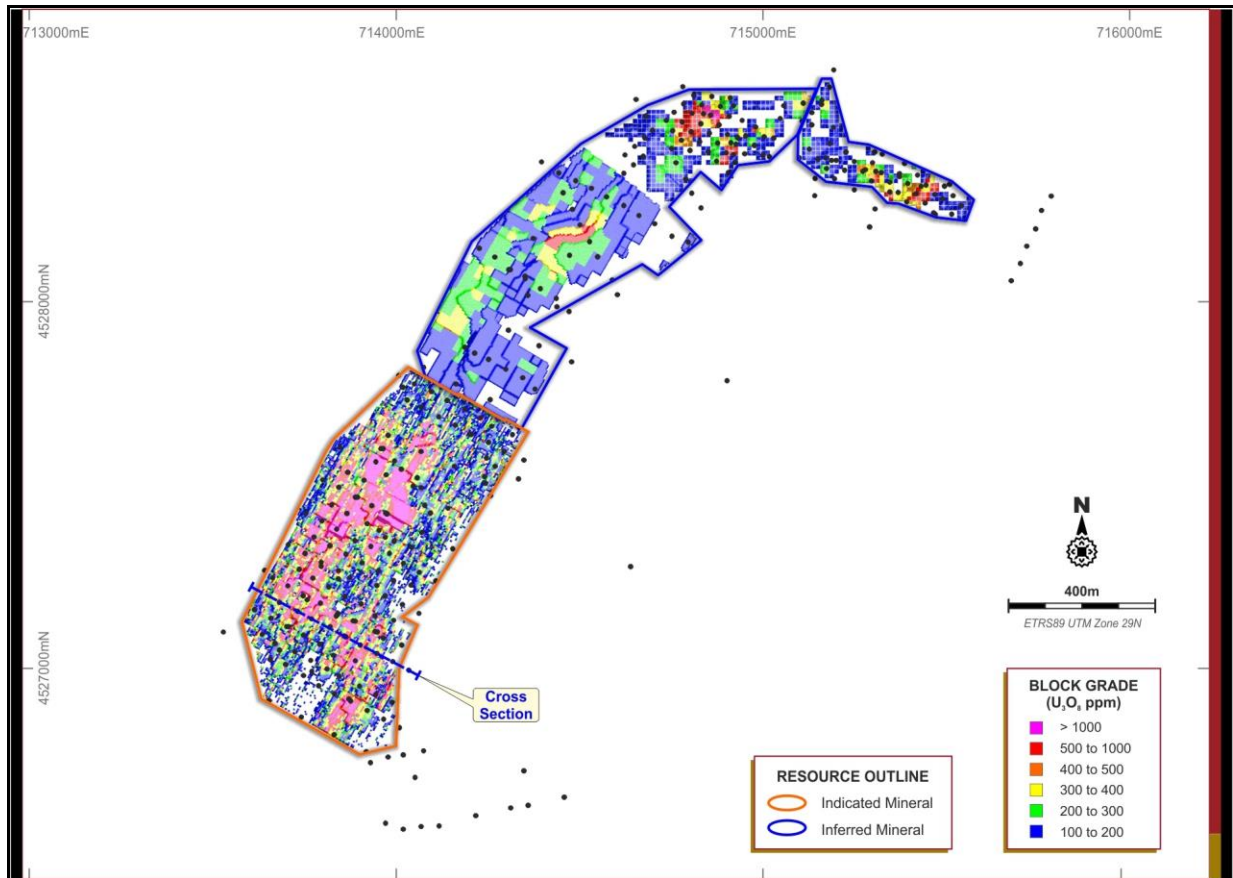 713000mE
714000mE
715000mE
716000mE
4528000mN
4527000mN
N
400m
ETRS89 UTM Zone 29N
Cross
Section
RESOURCE OUTLINE
Indicated Mineral
Inferred Mineral
BLOCK GRADE
(U₃O₈ ppm)
> 1000
500 to 1000
400 to 500
300 to 400
200 to 300
100 to 200